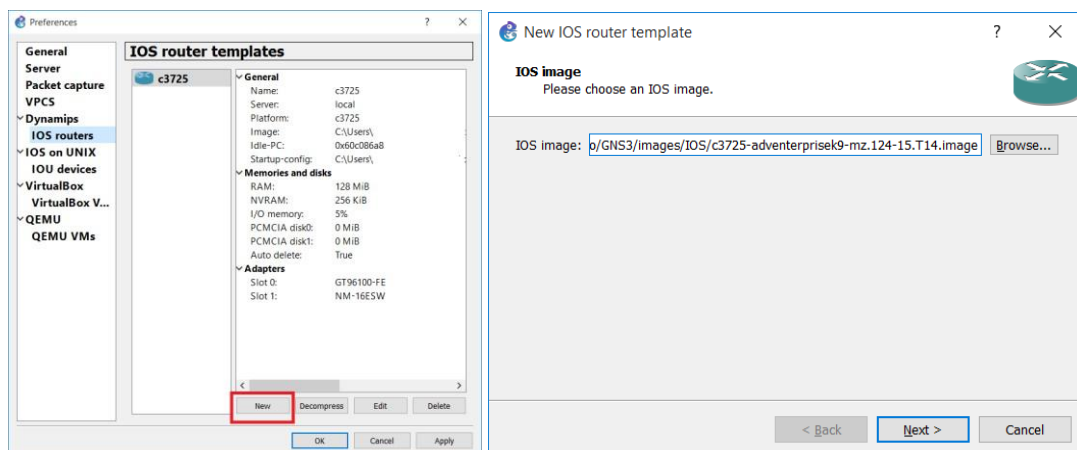 Preferences
?
General
Server
Packet capture
VPCS
Dynamips
IOS routers
IOS on UNIX
IOU devices
VirtualBox
VirtualBox V...
QEMU
QEMU VMs
IOS router templates
c3725
General
Name: c3725
Server: local
Platform: c3725
Image: C:\Users\
Idle-PC: 0x60c086a8
Startup-config: C:\Users\
Memories and disks
RAM: 128 MiB
NVRAM: 256 KiB
I/O memory: 5%
PCMCIA disk0: 0 MiB
PCMCIA disk1: 0 MiB
Auto delete: True
Adapters
Slot 0: GT96100-FE
Slot 1: NM-16ESW
New Decompress Edit Delete
OK Cancel Apply
New IOS router template
?
IOS image
Please choose an IOS image.
IOS image: o/GNS3/images/IOS/c3725-adventerprisek9-mz.124-15.T14.image Browse...
< Back Next > Cancel